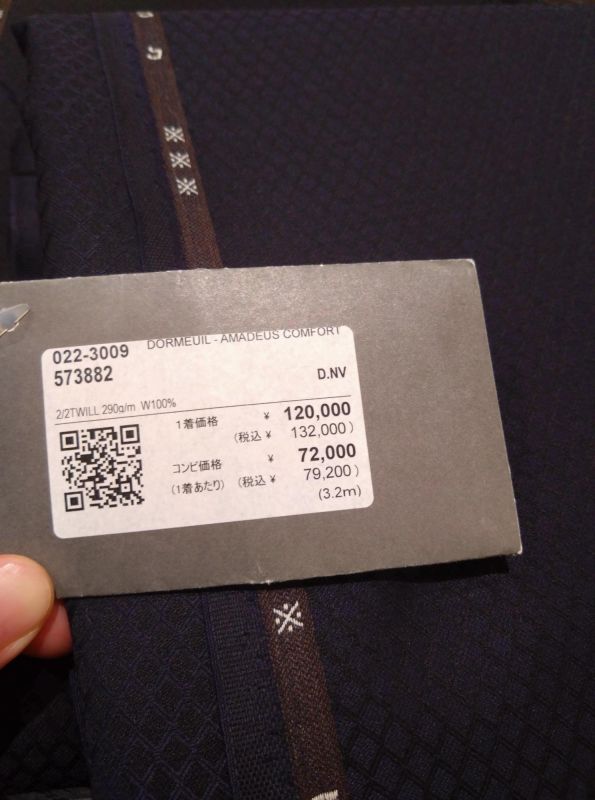 ※
※
※
DORMEUIL - AMADEUS COMFORT
022-3009
573882
D.NV
2/2TWILL 290g/m W100%
1着価格 ¥ 120,000
(税込 ¥ 132,000)
コンビ価格 ¥ 72,000
(1着あたり) (税込 ¥ 79,200)
(3.2m)
※